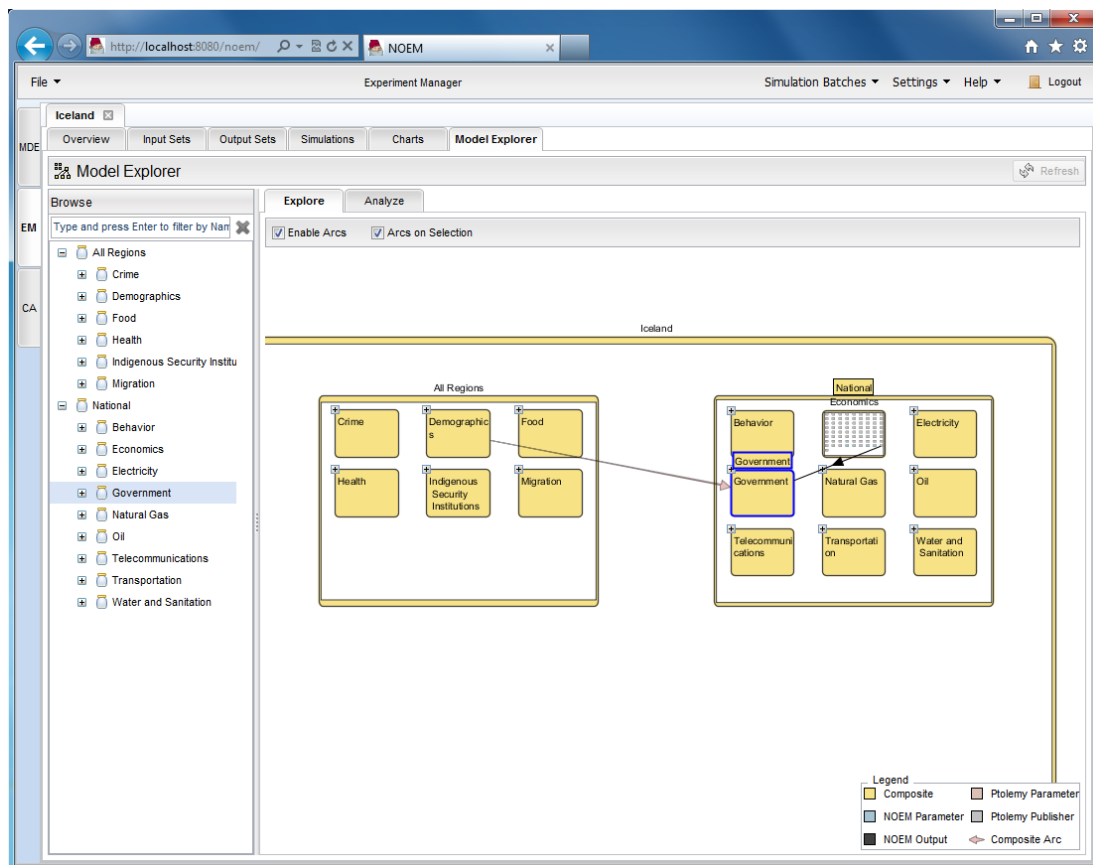 http://localhost:8080/noem/
NOEM
File
Experiment Manager
Simulation Batches
Settings
Help
Logout
Iceland
Overview
Input Sets
Output Sets
Simulations
Charts
Model Explorer
MDE
EM
CA
Model Explorer
Refresh
Browse
Type and press Enter to filter by Nam
All Regions
Crime
Demographics
Food
Health
Indigenous Security Institu
Migration
National
Behavior
Economics
Electricity
Government
Natural Gas
Oil
Telecommunications
Transportation
Water and Sanitation
Explore
Analyze
Enable Arcs
Arcs on Selection
Iceland
All Regions
Crime
Demographic
s
Food
Health
Indigenous
Security
Institutions
Migration
National
Economics
Behavior
Electricity
Government
Government
Natural Gas
Oil
Telecommuni
cations
Transportati
on
Water and
Sanitation
Legend
Composite
Ptolemy Parameter
NOEM Parameter
Ptolemy Publisher
NOEM Output
Composite Arc